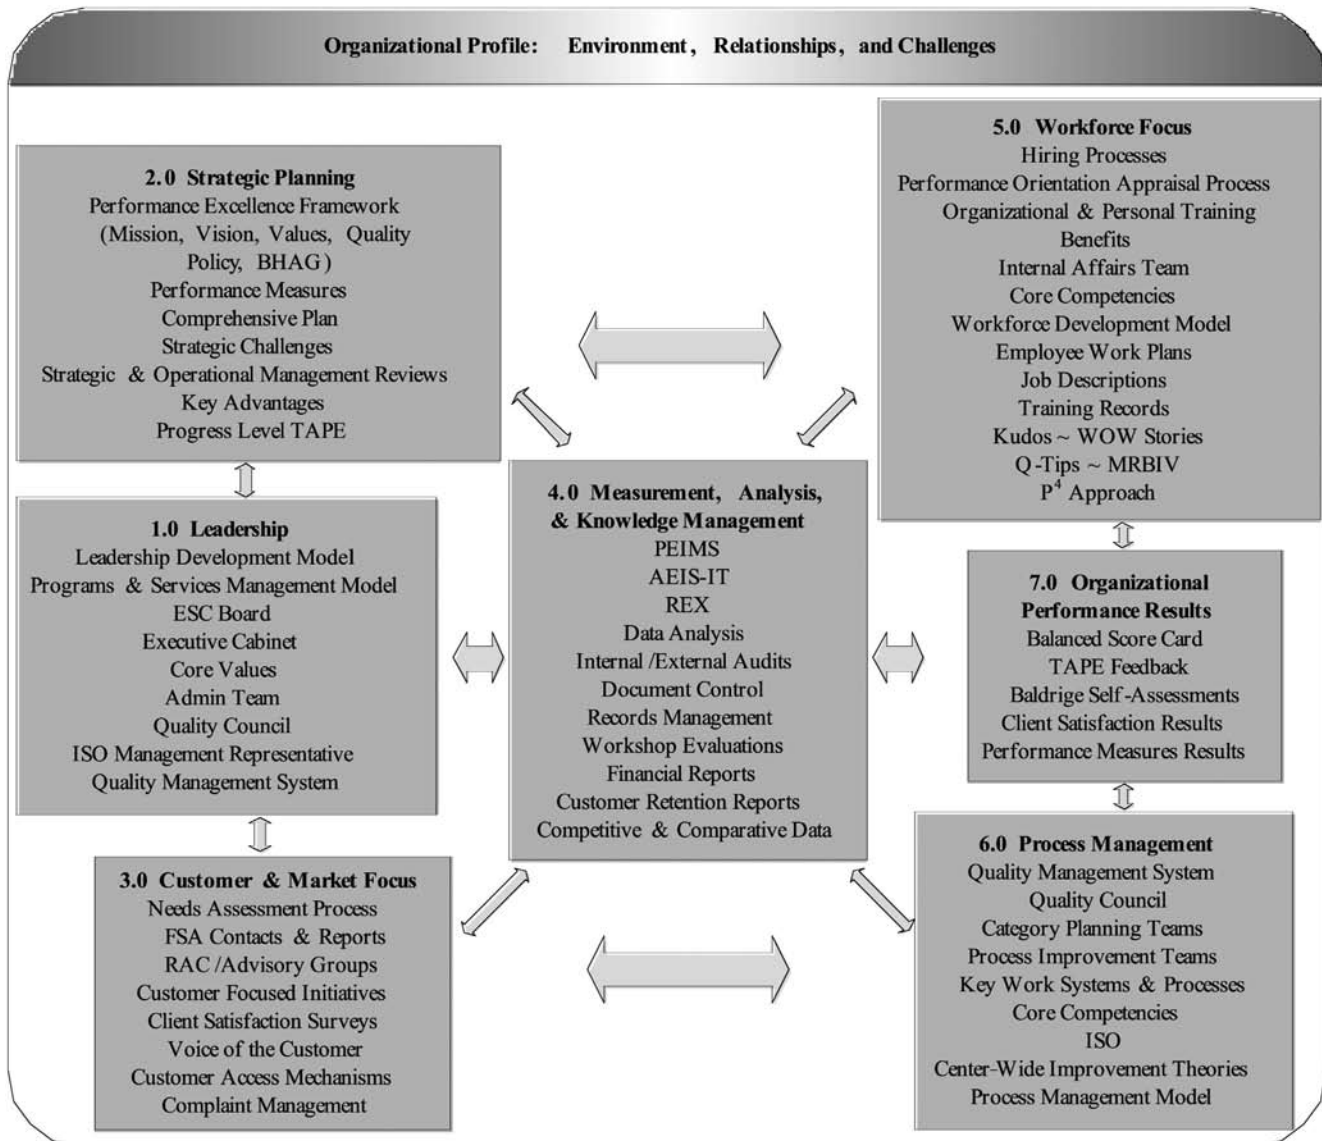 Organizational Profile: Environment, Relationships, and Challenges
2.0 Strategic Planning
Performance Excellence Framework
(Mission, Vision, Values, Quality
Policy, BHAG)
Performance Measures
Comprehensive Plan
Strategic Challenges
Strategic & Operational Management Reviews
Key Advantages
Progress Level TAPE
1.0 Leadership
Leadership Development Model
Programs & Services Management Model
ESC Board
Executive Cabinet
Core Values
Admin Team
Quality Council
ISO Management Representative
Quality Management System
3.0 Customer & Market Focus
Needs Assessment Process
FSA Contacts & Reports
RAC /Advisory Groups
Customer Focused Initiatives
Client Satisfaction Surveys
Voice of the Customer
Customer Access Mechanisms
Complaint Management
4.0 Measurement, Analysis,
& Knowledge Management
PEIMS
AEIS-IT
REX
Data Analysis
Internal /External Audits
Document Control
Records Management
Workshop Evaluations
Financial Reports
Customer Retention Reports
Competitive & Comparative Data
5.0 Workforce Focus
Hiring Processes
Performance Orientation Appraisal Process
Organizational & Personal Training
Benefits
Internal Affairs Team
Core Competencies
Workforce Development Model
Employee Work Plans
Job Descriptions
Training Records
Kudos ~ WOW Stories
Q-Tips ~ MRBIV
P⁴ Approach
7.0 Organizational
Performance Results
Balanced Score Card
TAPE Feedback
Baldrige Self-Assessments
Client Satisfaction Results
Performance Measures Results
6.0 Process Management
Quality Management System
Quality Council
Category Planning Teams
Process Improvement Teams
Key Work Systems & Processes
Core Competencies
ISO
Center-Wide Improvement Theories
Process Management Model